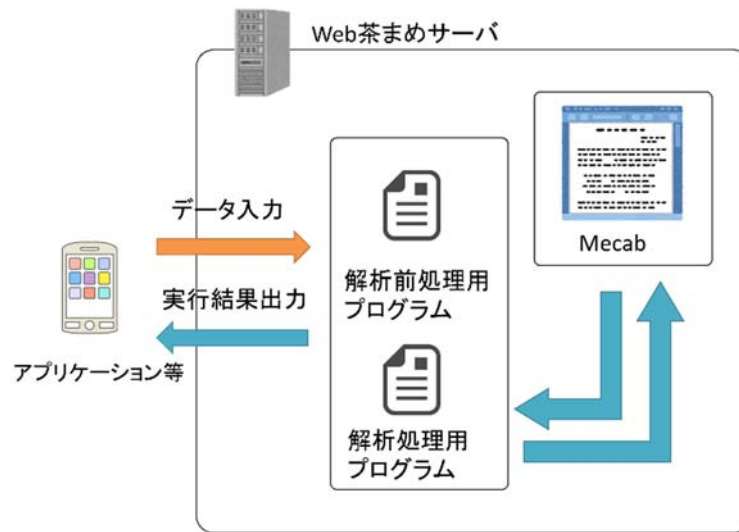 Web茶まめサーバ
データ入力
実行結果出力
アプリケーション等
解析前処理用
プログラム
解析処理用
プログラム
Mecab